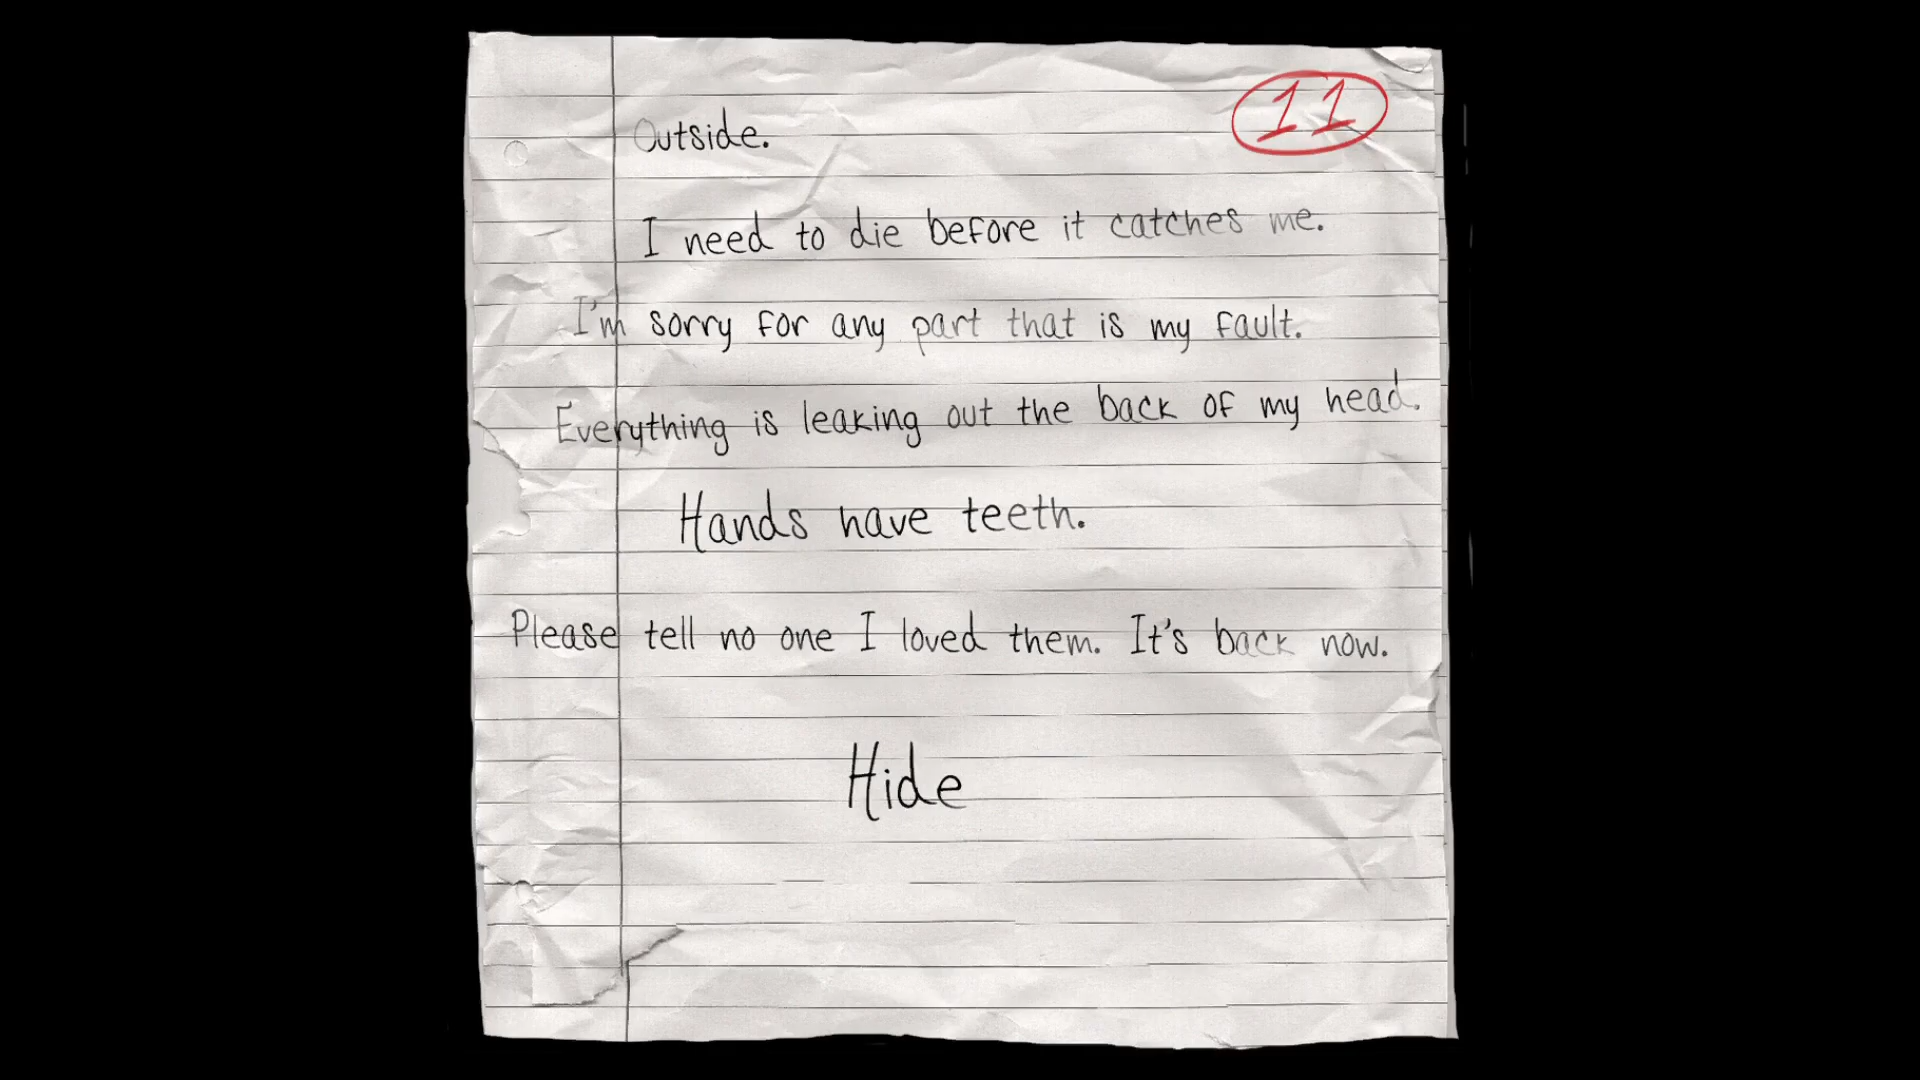 11
Outside.
I need to die before it catches me.
I'm sorry for any part that is my fault.
Everything is leaking out the back of my head.
Hands have teeth.
Please tell no one I loved them. It's back now.
Hide